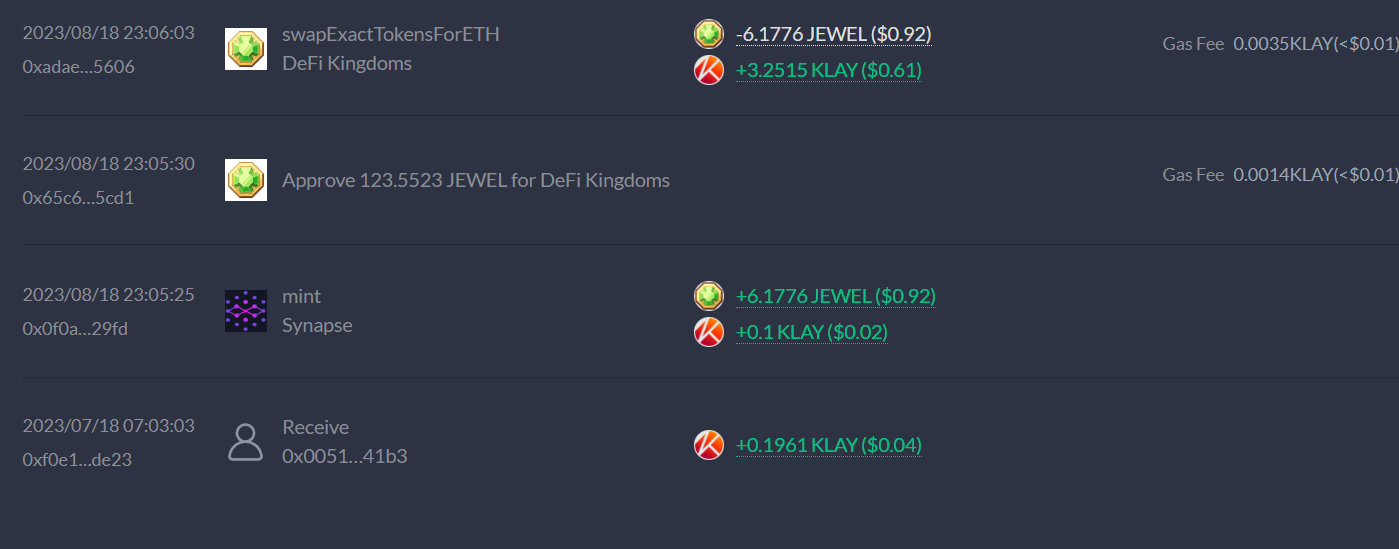 2023/08/18 23:06:03 swapExactTokensForETH -6.1776 JEWEL ($0.92) Gas Fee 0.0035KLAY(<$0.01)
0xadae...5606 DeFi Kingdoms +3.2515 KLAY ($0.61)
2023/08/18 23:05:30 Approve 123.5523 JEWEL for DeFi Kingdoms Gas Fee 0.0014KLAY(<$0.01)
0x65c6...5cd1
2023/08/18 23:05:25 mint +6.1776 JEWEL ($0.92)
0x0f0a...29fd Synapse +0.1 KLAY ($0.02)
2023/07/18 07:03:03 Receive +0.1961 KLAY ($0.04)
0xf0e1...de23 0x0051...41b3